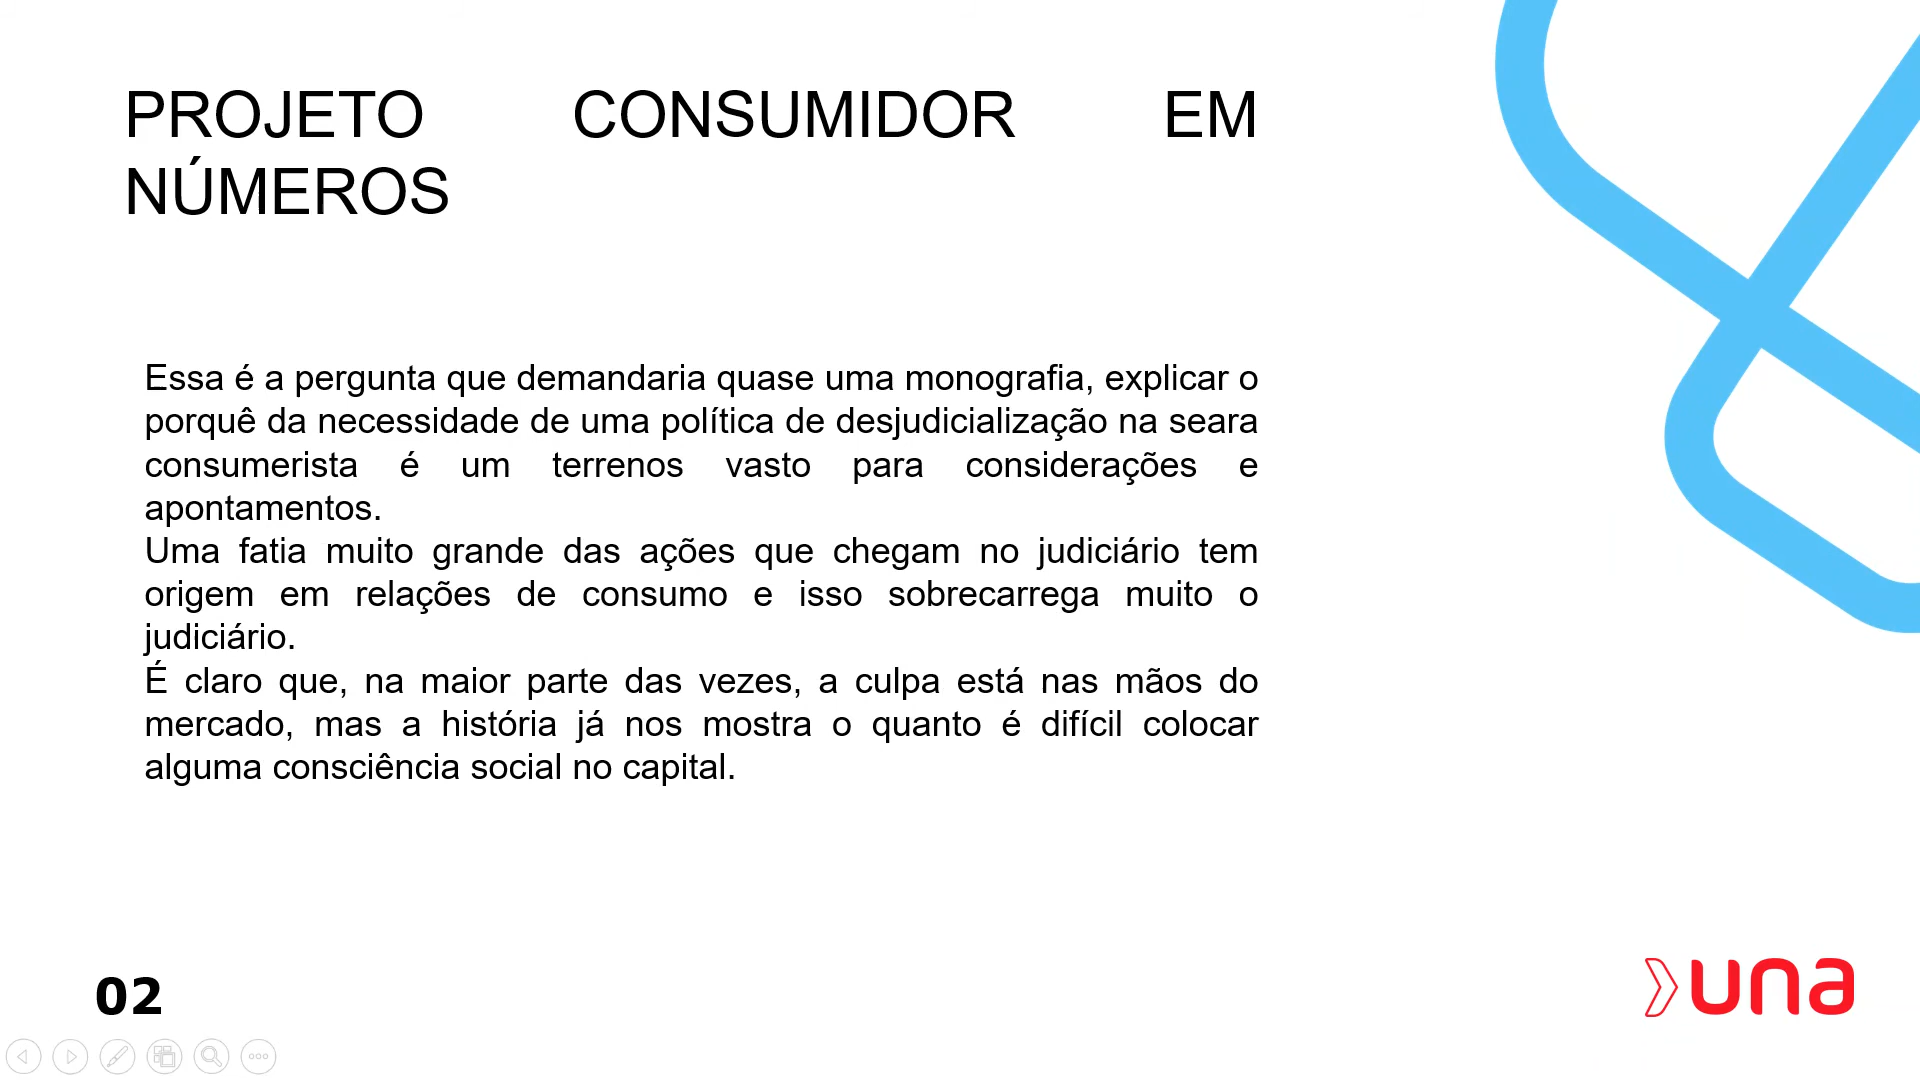 PROJETO CONSUMIDOR EM
NÚMEROS
Essa é a pergunta que demandaria quase uma monografia, explicar o
porquê da necessidade de uma política de desjudicialização na seara
consumerista é um terrenos vasto para considerações e
apontamentos.
Uma fatia muito grande das ações que chegam no judiciário tem
origem em relações de consumo e isso sobrecarrega muito o
judiciário.
É claro que, na maior parte das vezes, a culpa está nas mãos do
mercado, mas a história já nos mostra o quanto é difícil colocar
alguma consciência social no capital.
02
una